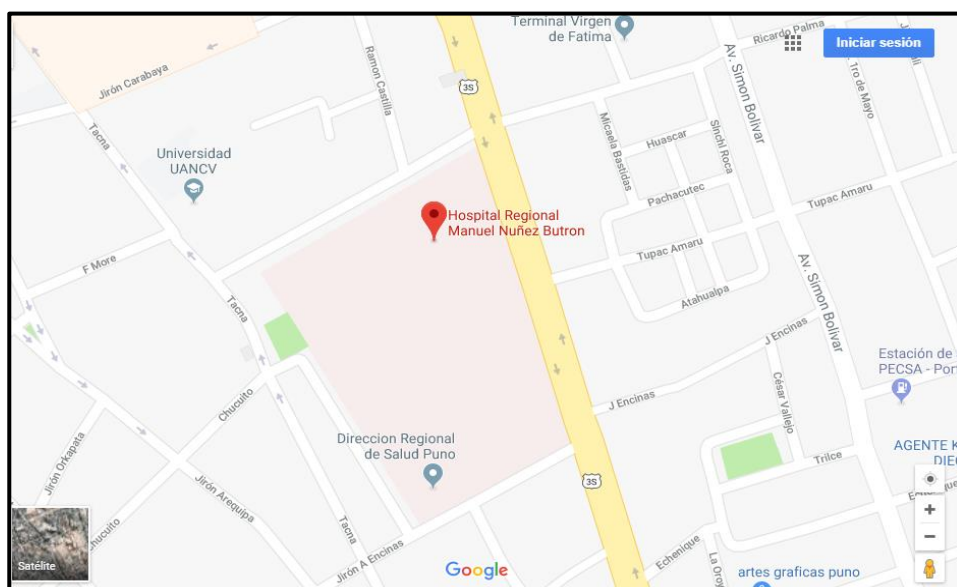 Terminal Virgen
de Fatima
Ricardo Palma
Iniciar sesión
Jirón Carabaya
Ramon Castilla
3S
Av. Simon Bolivar
1ro de Mayo
Tacna
Universidad
UANCV
Micaela Bastidas
Huascar
Sinchi Roca
Pachacutec
Tupac Amaru
Hospital Regional
Manuel Nuñez Butron
Tupac Amaru
F More
Atahualpa
Av. Simon Bolivar
Tacna
J Encinas
Estación de
PECSA - Port
César Vallejo
J Encinas
Chucuito
Direccion Regional
de Salud Puno
Jirón Orkapata
AGENTE K
DIEG
Trilce
3S
Jirón Arequipa
Chucuito
Tacna
Jirón A Encinas
Echenique
La Oroy
Satélite
Google
artes graficas puno